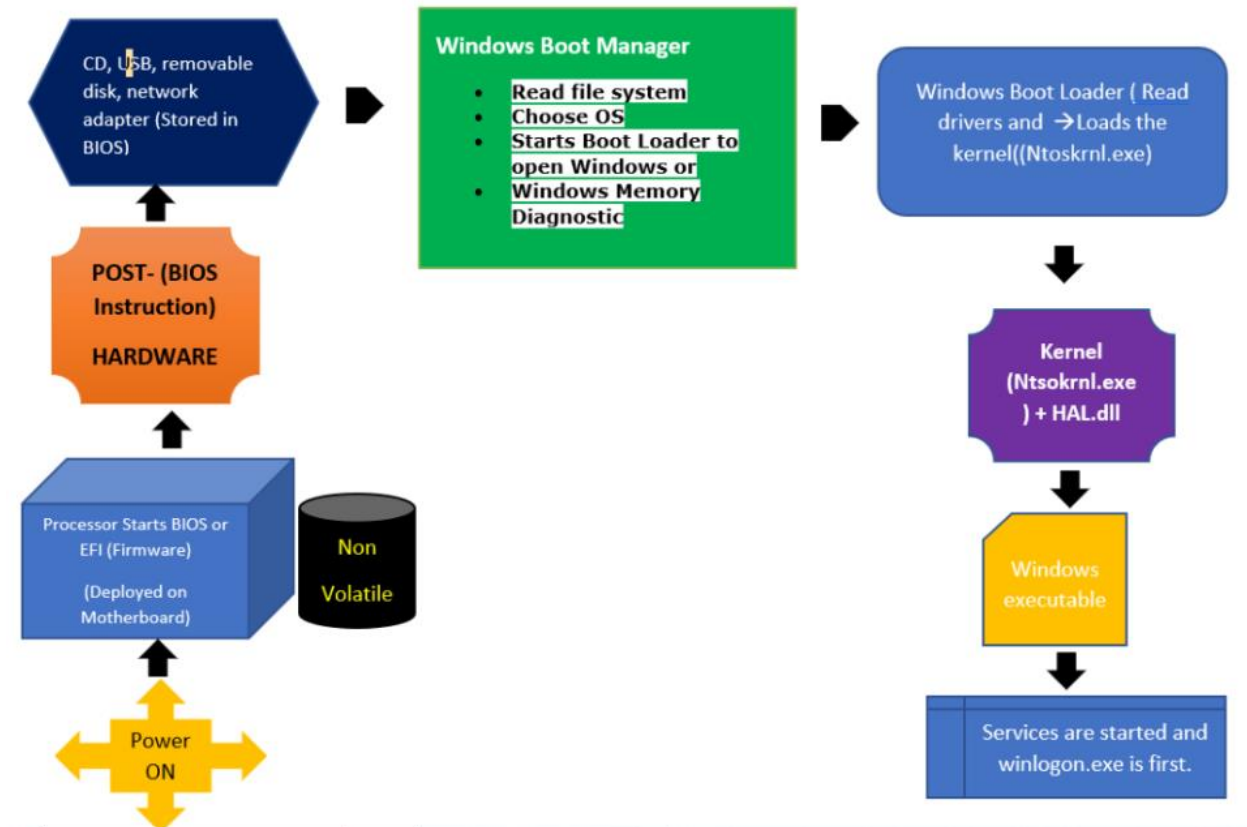 Power
ON
Processor Starts BIOS or
EFI (Firmware)
(Deployed on
Motherboard)
Non
Volatile
POST- (BIOS
Instruction)
HARDWARE
CD, USB, removable
disk, network
adapter (Stored in
BIOS)
Windows Boot Manager
• Read file system
• Choose OS
• Starts Boot Loader to
open Windows or
• Windows Memory
Diagnostic
Windows Boot Loader ( Read
drivers and →Loads the
kernel((Ntoskrnl.exe)
Kernel
(Ntsokrnl.exe
) + HAL.dll
Windows
executable
Services are started and
winlogon.exe is first.